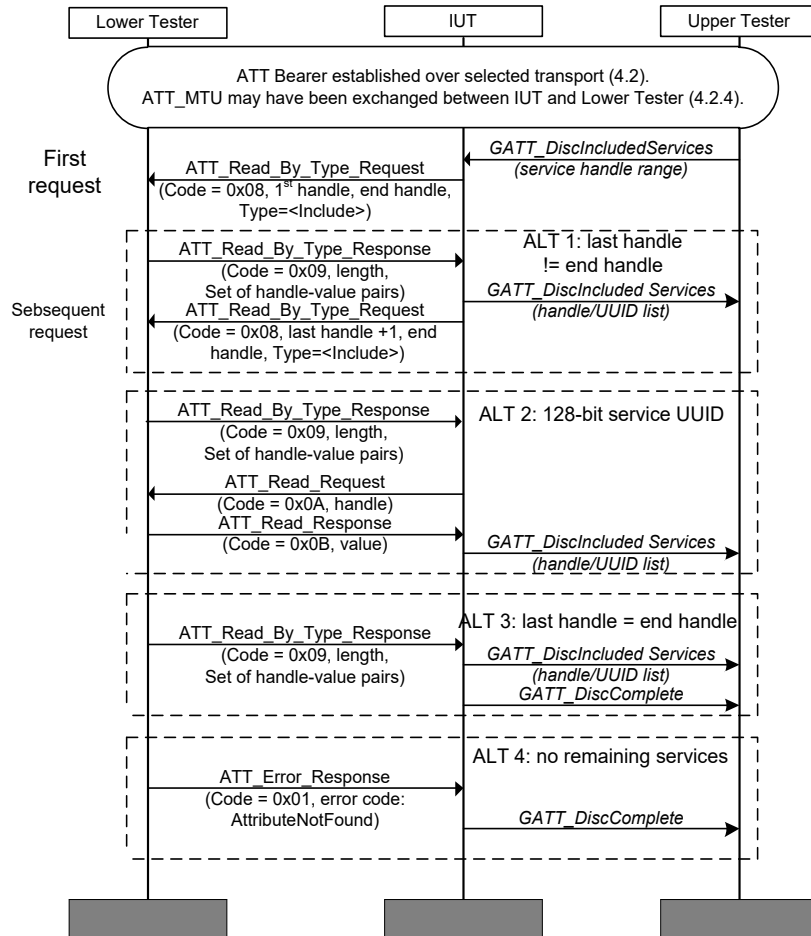 Lower Tester
IUT
Upper Tester
ATT Bearer established over selected transport (4.2).
ATT_MTU may have been exchanged between IUT and Lower Tester (4.2.4).
First
request
GATT_DiscIncludedServices
(service handle range)
ATT_Read_By_Type_Request
(Code = 0x08, 1st handle, end handle,
Type=<Include>)
ALT 1: last handle
!= end handle
ATT_Read_By_Type_Response
(Code = 0x09, length,
Set of handle-value pairs)
GATT_DiscIncluded Services
(handle/UUID list)
Sebsequent
request
ATT_Read_By_Type_Request
(Code = 0x08, last handle +1, end
handle, Type=<Include>)
ALT 2: 128-bit service UUID
ATT_Read_By_Type_Response
(Code = 0x09, length,
Set of handle-value pairs)
ATT_Read_Request
(Code = 0x0A, handle)
ATT_Read_Response
(Code = 0x0B, value)
GATT_DiscIncluded Services
(handle/UUID list)
ALT 3: last handle = end handle
ATT_Read_By_Type_Response
(Code = 0x09, length,
Set of handle-value pairs)
GATT_DiscIncluded Services
(handle/UUID list)
GATT_DiscComplete
ALT 4: no remaining services
ATT_Error_Response
(Code = 0x01, error code:
AttributeNotFound)
GATT_DiscComplete